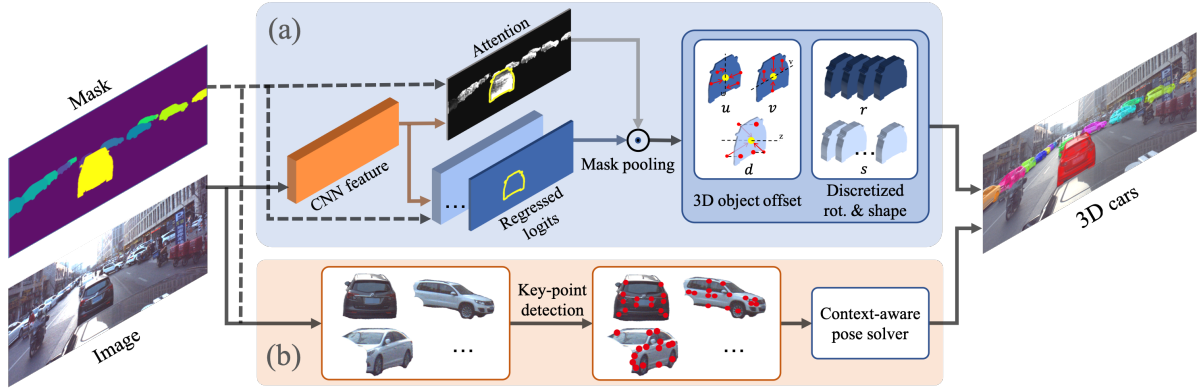 (a)
Mask
Attention
CNN feature
...
Regressed
logits
Mask pooling
u
v
v
d
z
r
...
s
3D object offset
Discretized
rot. & shape
3D cars
Image
(b)
...
Key-point
detection
...
Context-aware
pose solver